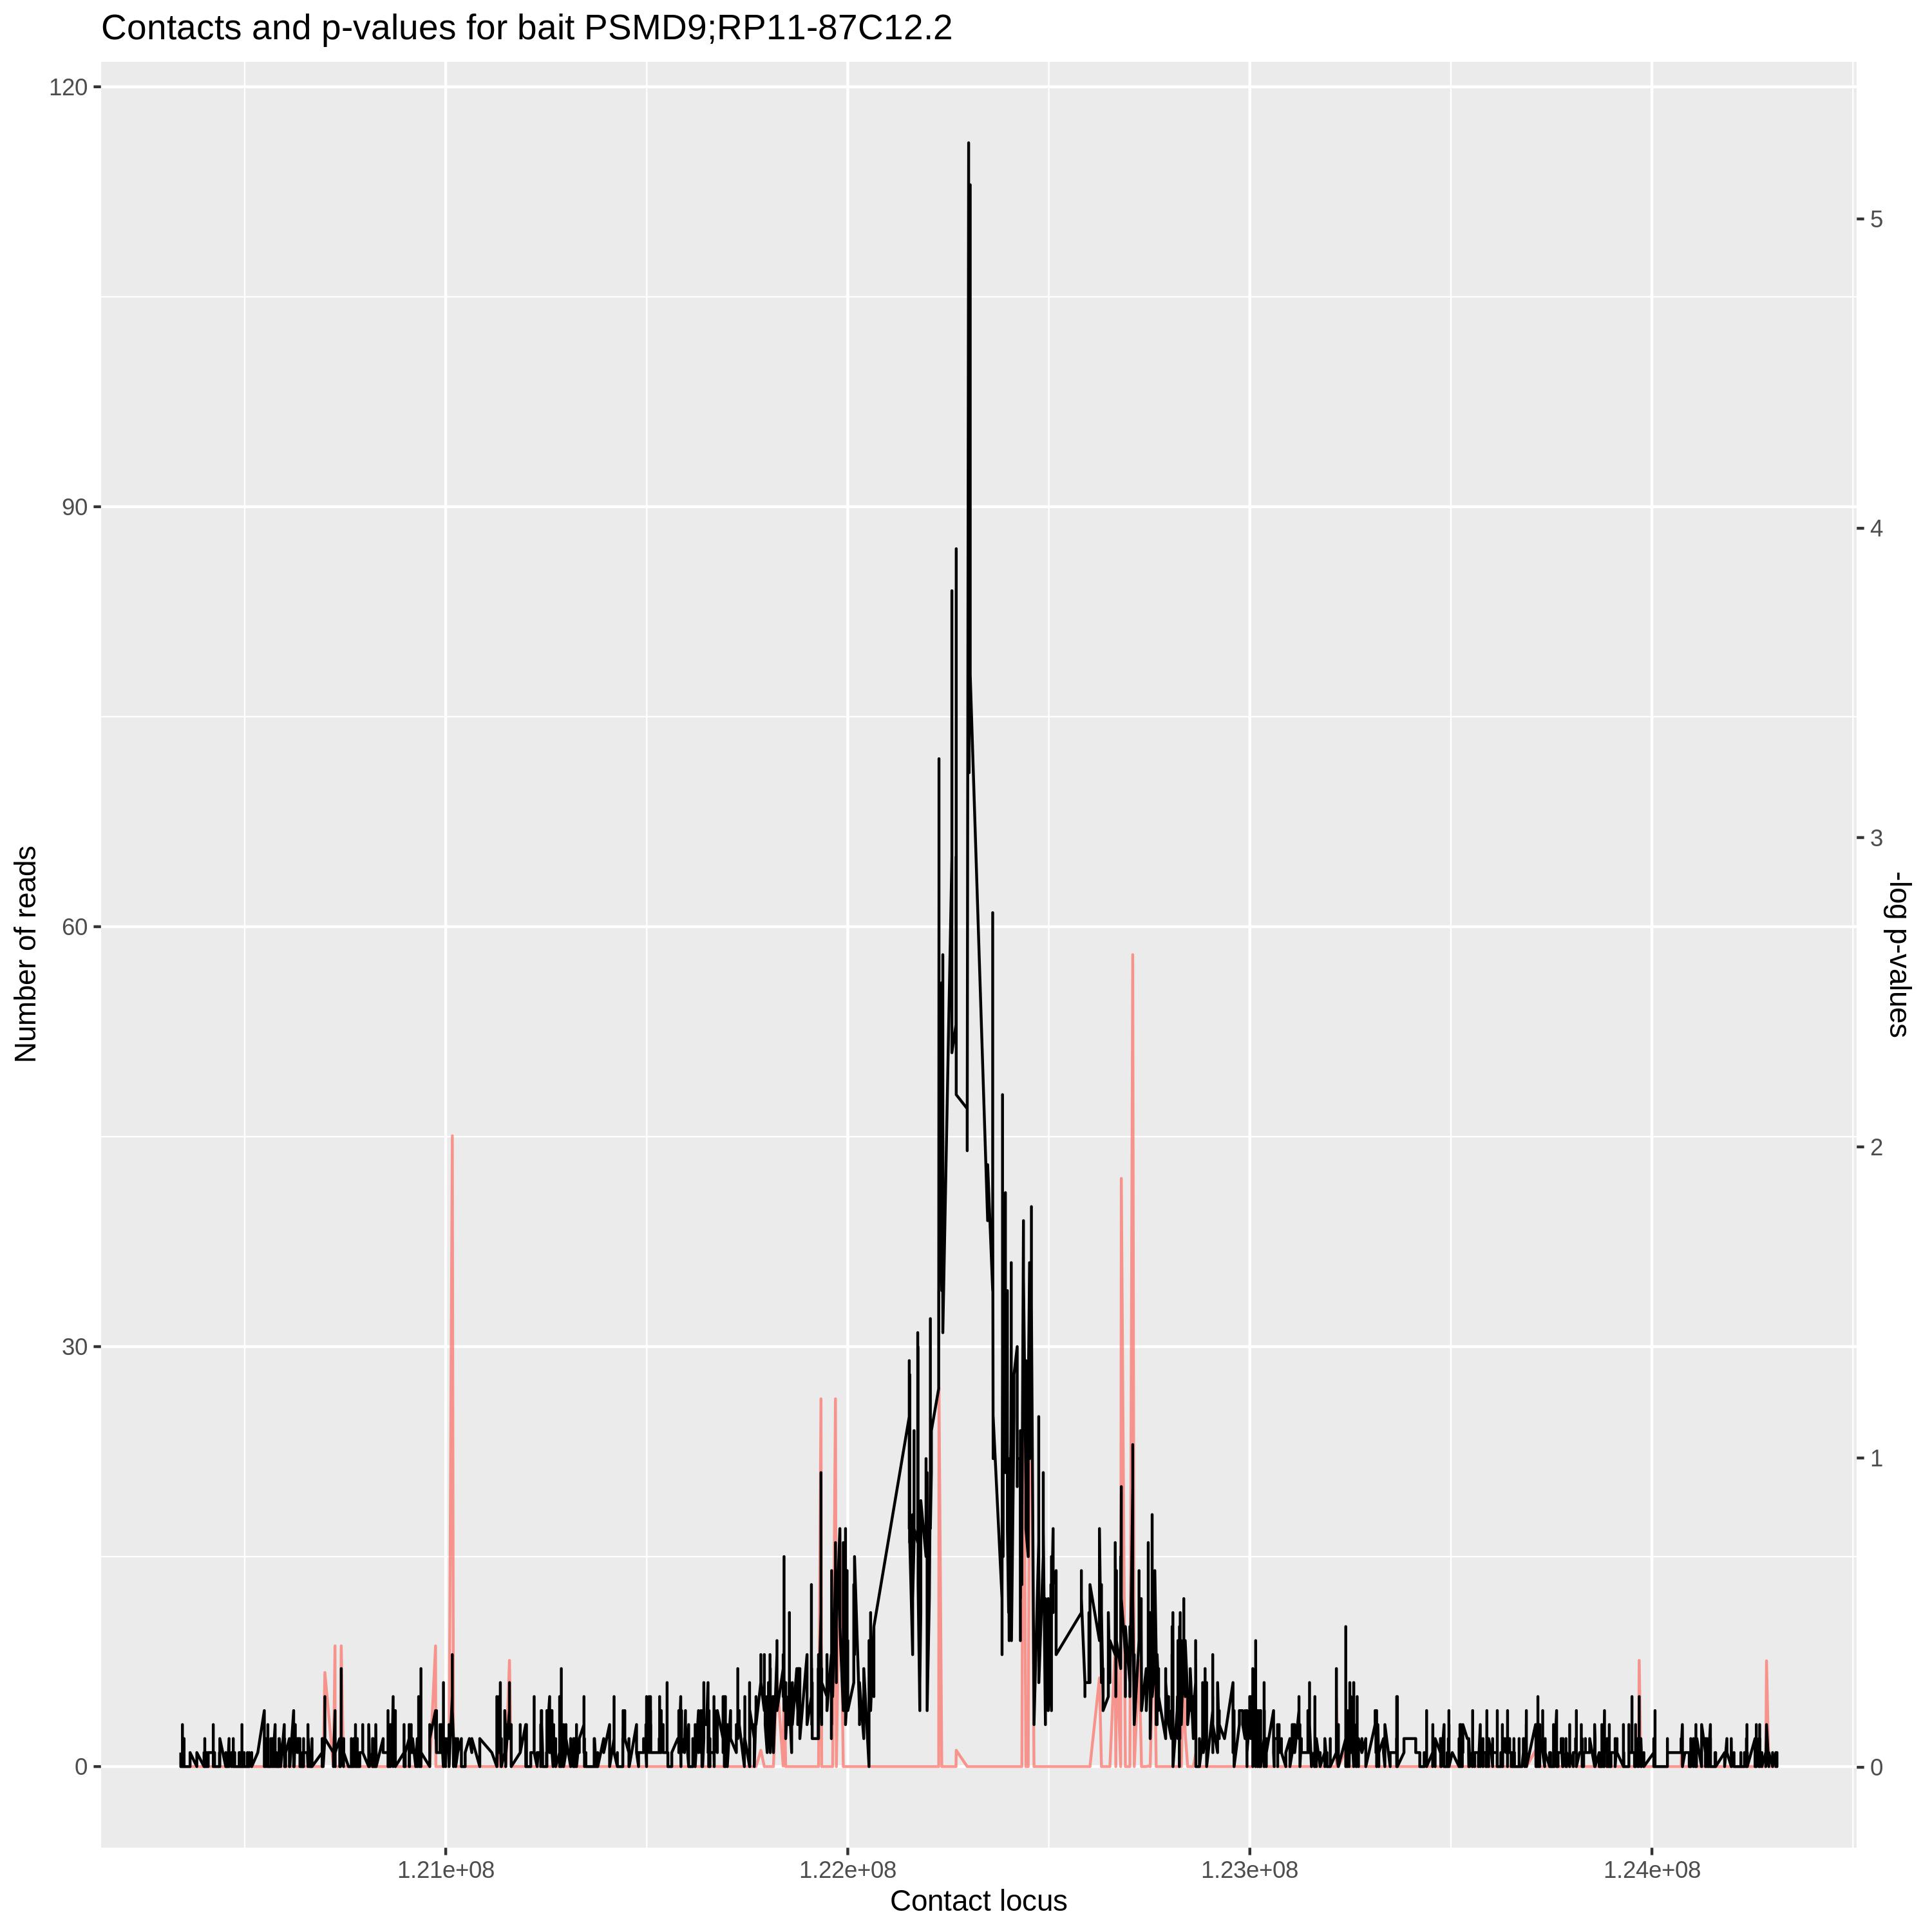 Contacts and p-values for bait PSMD9;RP11-87C12.2
120
90
60
30
0
Number of reads
5
4
3
2
1
0
-log p-values
1.21e+08
1.22e+08
1.23e+08
1.24e+08
Contact locus